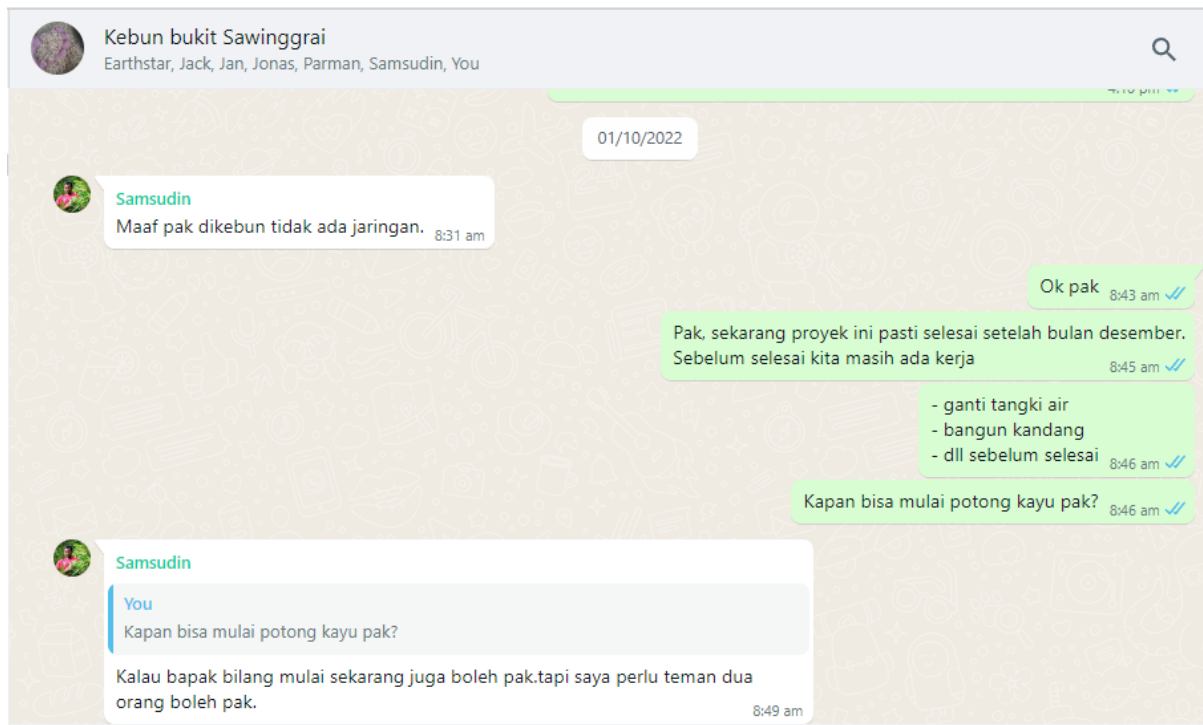 Kebun bukit Sawinggrai
Earthstar, Jack, Jan, Jonas, Parman, Samsudin, You
4:10 pm
01/10/2022
Samsudin
Maaf pak dikebun tidak ada jaringan. 8:31 am
Ok pak 8:43 am
Pak, sekarang proyek ini pasti selesai setelah bulan desember.
Sebelum selesai kita masih ada kerja 8:45 am
- ganti tangki air
- bangun kandang
- dll sebelum selesai 8:46 am
Kapan bisa mulai potong kayu pak? 8:46 am
Samsudin
You
Kapan bisa mulai potong kayu pak?
Kalau bapak bilang mulai sekarang juga boleh pak.tapi saya perlu teman dua
orang boleh pak. 8:49 am